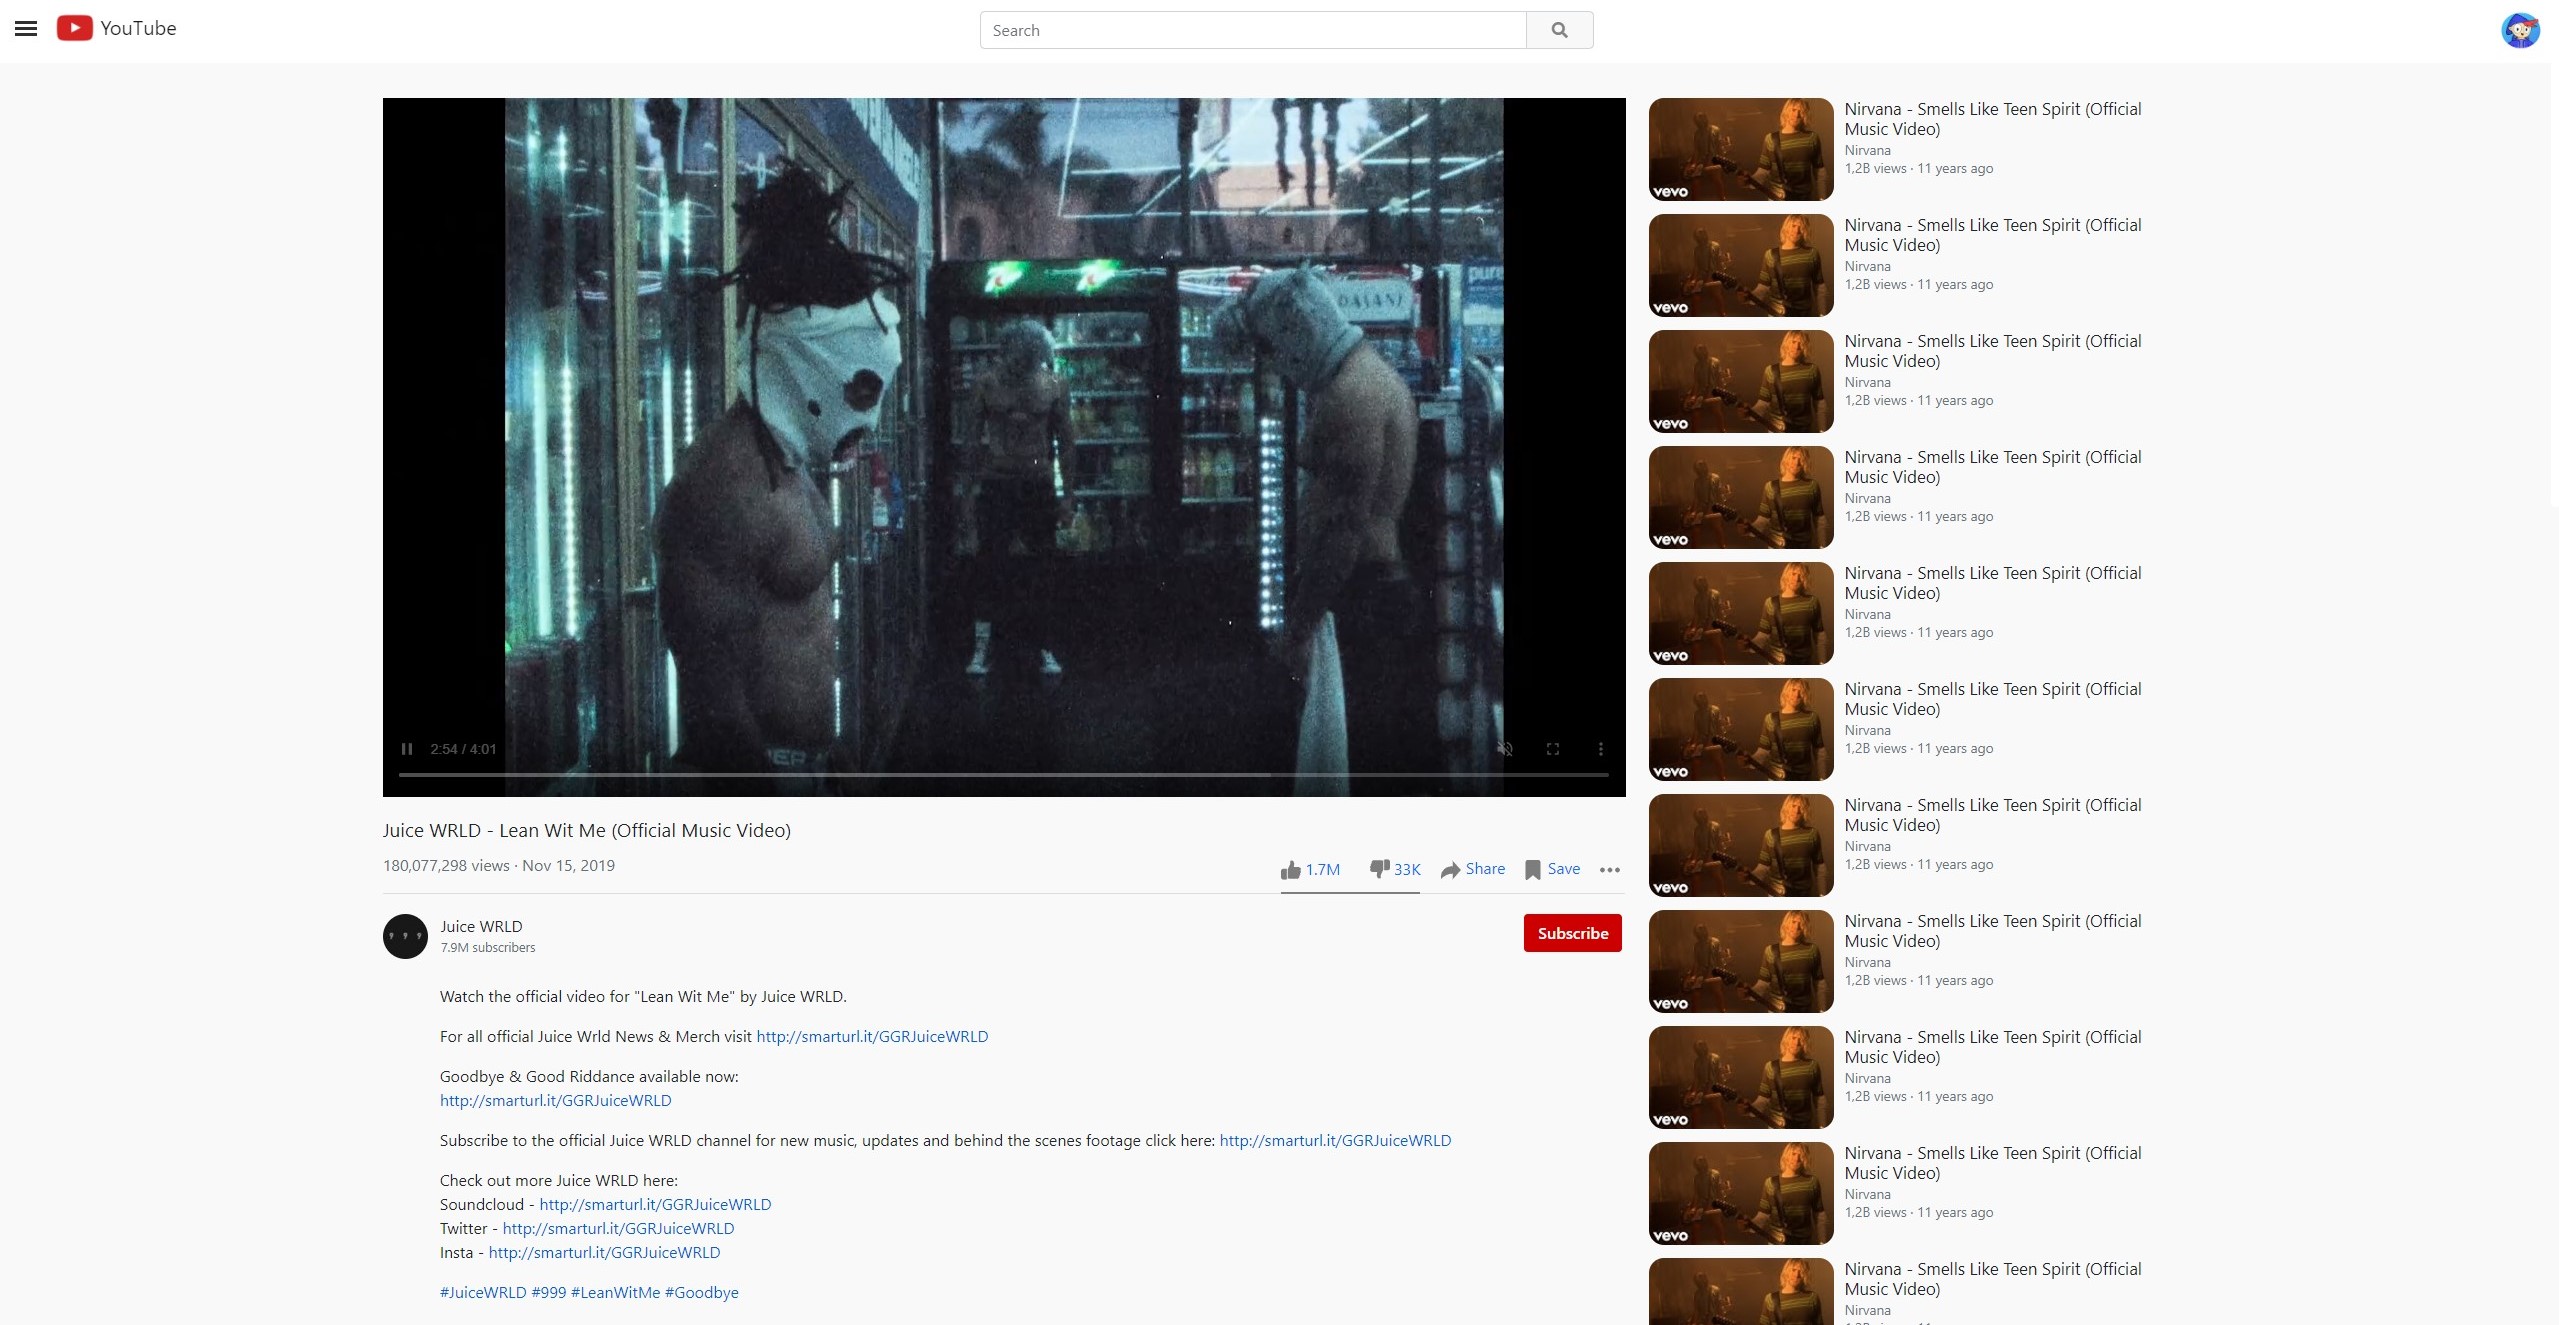 YouTube
Search
DASANI
pure
2:54 / 4:01
Juice WRLD - Lean Wit Me (Official Music Video)
180,077,298 views · Nov 15, 2019
1.7M
33K
Share
Save
Juice WRLD
7.9M subscribers
Subscribe
Watch the official video for "Lean Wit Me" by Juice WRLD.
For all official Juice Wrld News & Merch visit http://smarturl.it/GGRJuiceWRLD
Goodbye & Good Riddance available now:
http://smarturl.it/GGRJuiceWRLD
Subscribe to the official Juice WRLD channel for new music, updates and behind the scenes footage click here: http://smarturl.it/GGRJuiceWRLD
Check out more Juice WRLD here:
Soundcloud - http://smarturl.it/GGRJuiceWRLD
Twitter - http://smarturl.it/GGRJuiceWRLD
Insta - http://smarturl.it/GGRJuiceWRLD
#JuiceWRLD #999 #LeanWitMe #Goodbye
vevo
Nirvana - Smells Like Teen Spirit (Official
Music Video)
Nirvana
1,2B views · 11 years ago
vevo
Nirvana - Smells Like Teen Spirit (Official
Music Video)
Nirvana
1,2B views · 11 years ago
vevo
Nirvana - Smells Like Teen Spirit (Official
Music Video)
Nirvana
1,2B views · 11 years ago
vevo
Nirvana - Smells Like Teen Spirit (Official
Music Video)
Nirvana
1,2B views · 11 years ago
vevo
Nirvana - Smells Like Teen Spirit (Official
Music Video)
Nirvana
1,2B views · 11 years ago
vevo
Nirvana - Smells Like Teen Spirit (Official
Music Video)
Nirvana
1,2B views · 11 years ago
vevo
Nirvana - Smells Like Teen Spirit (Official
Music Video)
Nirvana
1,2B views · 11 years ago
vevo
Nirvana - Smells Like Teen Spirit (Official
Music Video)
Nirvana
1,2B views · 11 years ago
vevo
Nirvana - Smells Like Teen Spirit (Official
Music Video)
Nirvana
1,2B views · 11 years ago
vevo
Nirvana - Smells Like Teen Spirit (Official
Music Video)
Nirvana
1,2B views · 11 years ago
Nirvana - Smells Like Teen Spirit (Official
Music Video)
Nirvana